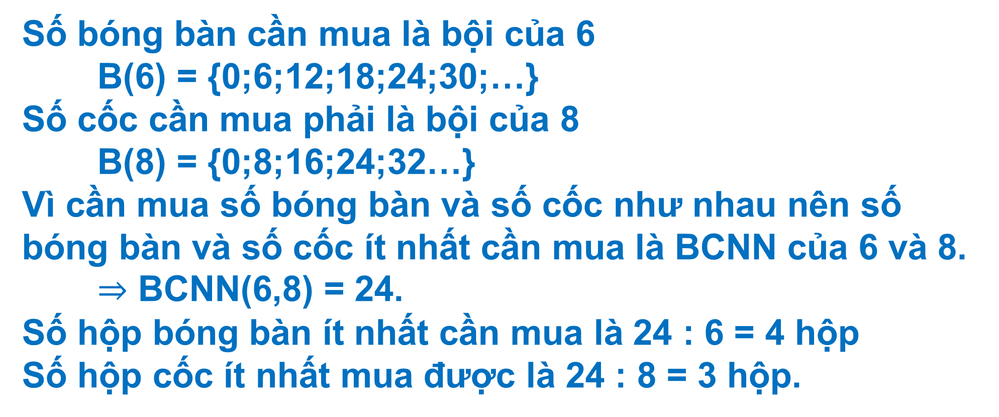 Số bóng bàn cần mua là bội của 6
B(6) = {0;6;12;18;24;30;…}
Số cốc cần mua phải là bội của 8
B(8) = {0;8;16;24;32…}
Vì cần mua số bóng bàn và số cốc như nhau nên số
bóng bàn và số cốc ít nhất cần mua là BCNN của 6 và 8.
⇒ BCNN(6,8) = 24.
Số hộp bóng bàn ít nhất cần mua là 24 : 6 = 4 hộp
Số hộp cốc ít nhất mua được là 24 : 8 = 3 hộp.